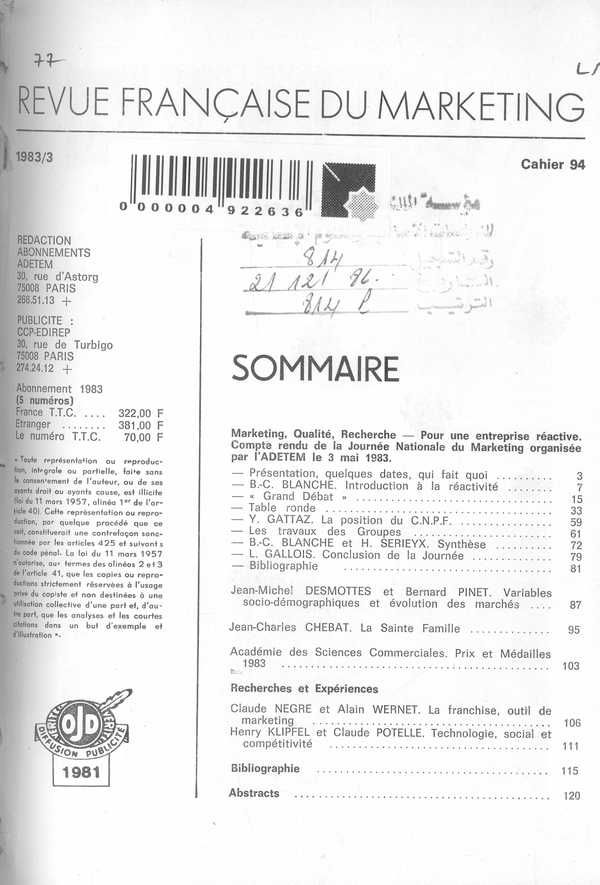 77
REVUE FRANÇAISE DU MARKETING
1983/3
Cahier 94
0 000004 922636
814
21 121 96.
814 P
REDACTION
ABONNEMENTS
ADETEM
30, rue d'Astorg
75008 PARIS
266.51.13 +
PUBLICITE :
CCP-EDIREP
30, rue de Turbigo
75008 PARIS
274.24.12 +
Abonnement 1983
(5 numéros)
France T.T.C. .... 322,00 F
Etranger ........ 381,00 F
Le numéro T.T.C. 70,00 F
« Toute représentation ou reproduc-
tion, intégrale ou partielle, faite sans
le consentement de l'auteur, ou de ses
ayants droit ou ayants cause, est illicite
(loi du 11 mars 1957, alinéa 1er de l'ar-
ticle 40). Cette représentation ou repro-
duction, par quelque procédé que ce
soit, constituerait une contrefaçon sanc-
tionnée par les articles 425 et suivants
du code pénal. La loi du 11 mars 1957
n'autorise, aux termes des alinéas 2 et 3
de l'article 41, que les copies ou repro-
ductions strictement réservées à l'usage
privé du copiste et non destinées à une
utilisation collective d'une part et, d'au-
tre part, que les analyses et les courtes
citations dans un but d'exemple et
d'illustration ».
OJD
DIFFUSION PUBLICITE
1981
SOMMAIRE
Marketing, Qualité, Recherche — Pour une entreprise réactive.
Compte rendu de la Journée Nationale du Marketing organisée
par l'ADETEM le 3 mai 1983.
— Présentation, quelques dates, qui fait quoi .......... 3
— B.-C. BLANCHE. Introduction à la réactivité ....... 7
— « Grand Débat » ............................ 15
— Table ronde ............................... 33
— Y. GATTAZ. La position du C.N.P.F. ............... 59
— Les travaux des Groupes ...................... 61
— B.-C. BLANCHE et H. SERIEYX. Synthèse .......... 72
— L. GALLOIS. Conclusion de la Journée ............ 79
— Bibliographie .............................. 81
Jean-Michel DESMOTTES et Bernard PINET. Variables
socio-démographiques et évolution des marchés .... 87
Jean-Charles CHEBAT. La Sainte Famille ............. 95
Académie des Sciences Commerciales. Prix et Médailles
1983 ........................................ 103
Recherches et Expériences
Claude NEGRE et Alain WERNET. La franchise, outil de
marketing ................................... 106
Henry KLIPFEL et Claude POTELLE. Technologie, social et
compétitivité ................................. 111
Bibliographie .................................. 115
Abstracts ..................................... 120